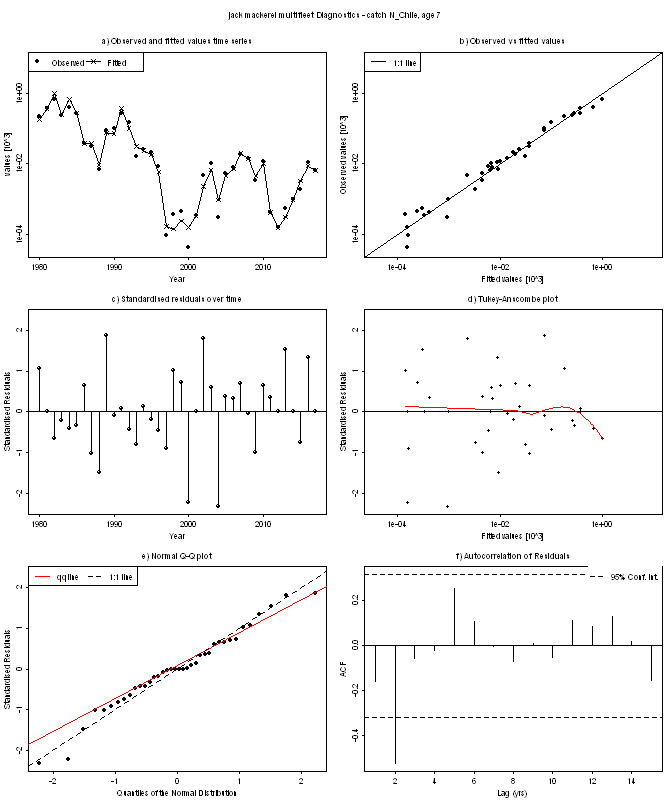 jack mackerel multifleet Diagnostics - catch N_Chile, age 7
a) Observed and fitted values time series
Observed Fitted
values [10^3]
1e+00
1e-02
1e-04
1980 1990 2000 2010
Year
b) Observed vs fitted values
1:1 line
Observed values [10^3]
1e+00
1e-02
1e-04
1e-04 1e-02 1e+00
Fitted values [10^3]
c) Standardised residuals over time
Standardised Residuals
2
1
0
-1
-2
1980 1990 2000 2010
Year
d) Tukey-Anscombe plot
Standardised Residuals
2
1
0
-1
-2
1e-04 1e-02 1e+00
Fitted values [10^3]
e) Normal Q-Q plot
qq line 1:1 line
Standardised Residuals
2
1
0
-1
-2
-2 -1 0 1 2
Quantiles of the Normal Distribution
f) Autocorrelation of Residuals
95% Conf. Int.
ACF
0.2
0.0
-0.2
-0.4
2 4 6 8 10 12 14
Lag (yrs)